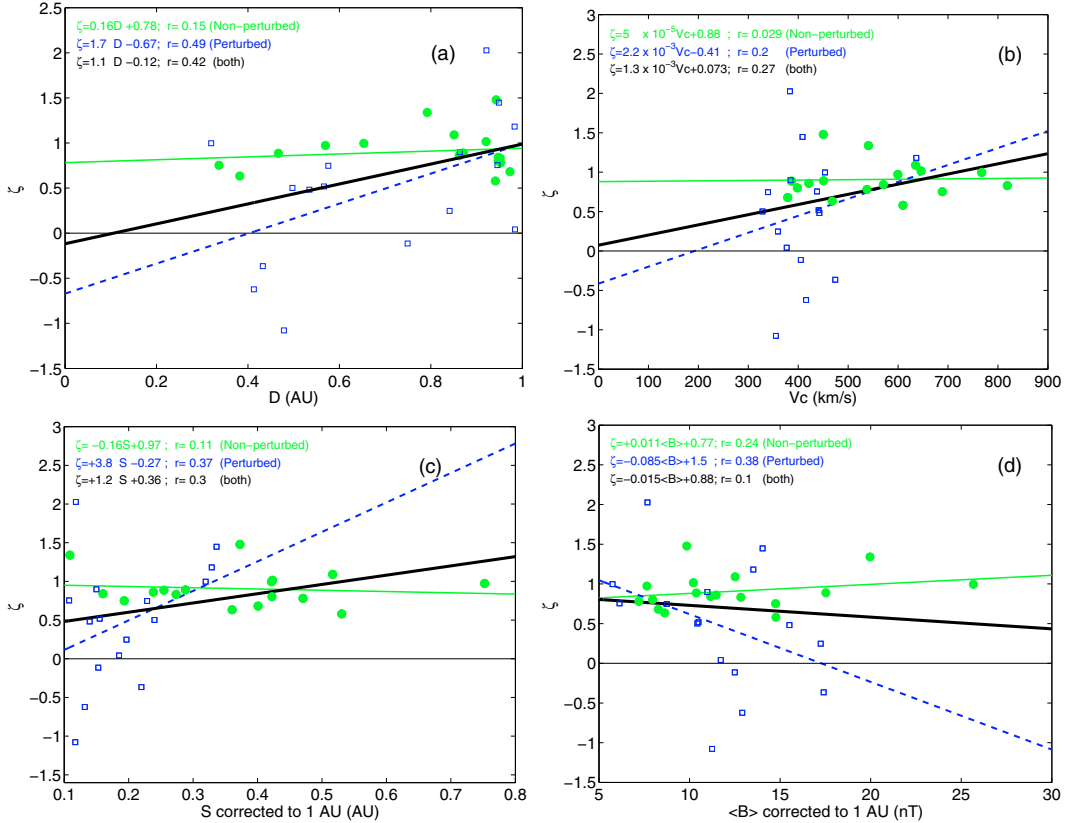 ζ=0.16D +0.78; r= 0.15 (Non-perturbed)
ζ=1.7 D −0.67; r= 0.49 (Perturbed)
ζ=1.1 D −0.12; r= 0.42 (both)
(a)
3
2.5
2
1.5
1
0.5
0
−0.5
−1
−1.5
ζ
0 0.2 0.4 0.6 0.8 1
D (AU)
ζ=5 x 10⁻⁵Vc+0.88 ; r= 0.029 (Non-perturbed)
ζ=2.2 x 10⁻³Vc−0.41 ; r= 0.2 (Perturbed)
ζ=1.3 x 10⁻³Vc+0.073; r= 0.27 (both)
(b)
3
2.5
2
1.5
1
0.5
0
−0.5
−1
−1.5
ζ
0 100 200 300 400 500 600 700 800 900
Vc (km/s)
ζ= −0.16S+0.97 ; r= 0.11 (Non-perturbed)
ζ=+3.8 S −0.27; r= 0.37 (Perturbed)
ζ=+1.2 S +0.36; r= 0.3 (both)
(c)
3
2.5
2
1.5
1
0.5
0
−0.5
−1
−1.5
ζ
0.1 0.2 0.3 0.4 0.5 0.6 0.7 0.8
S corrected to 1 AU (AU)
ζ=+0.011<B>+0.77; r= 0.24 (Non-perturbed)
ζ=−0.085<B>+1.5 ; r= 0.38 (Perturbed)
ζ=−0.015<B>+0.88; r= 0.1 (both)
(d)
3
2.5
2
1.5
1
0.5
0
−0.5
−1
−1.5
ζ
5 10 15 20 25 30
<B> corrected to 1 AU (nT)